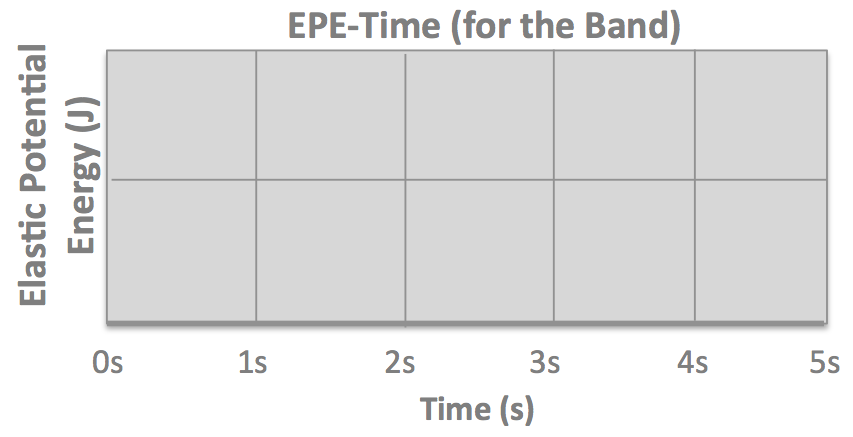 EPE-Time (for the Band)
Elastic Potential
Energy (J)
0s 1s 2s 3s 4s 5s
Time (s)